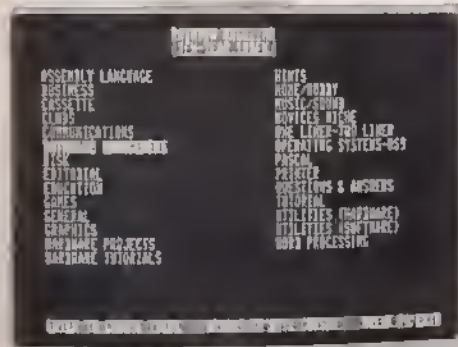 ASSEMBLY LANGUAGE
BUSINESS
CASSETTE
CLUBS
COMMUNICATIONS
DISK
EDITORIAL
EDUCATION
GAMES
GENERAL
GRAPHICS
HARDWARE PROJECTS
HARDWARE TUTORIALS
HINTS
HOME/HOBBY
MUSIC/SOUND
NOVICES NICHE
ONE LINER-TWO LINER
OPERATING SYSTEMS-OS9
PASCAL
PRINTER
QUESTIONS & ANSWERS
TUTORIAL
UTILITIES (HARDWARE)
UTILITIES (SOFTWARE)
WORD PROCESSING